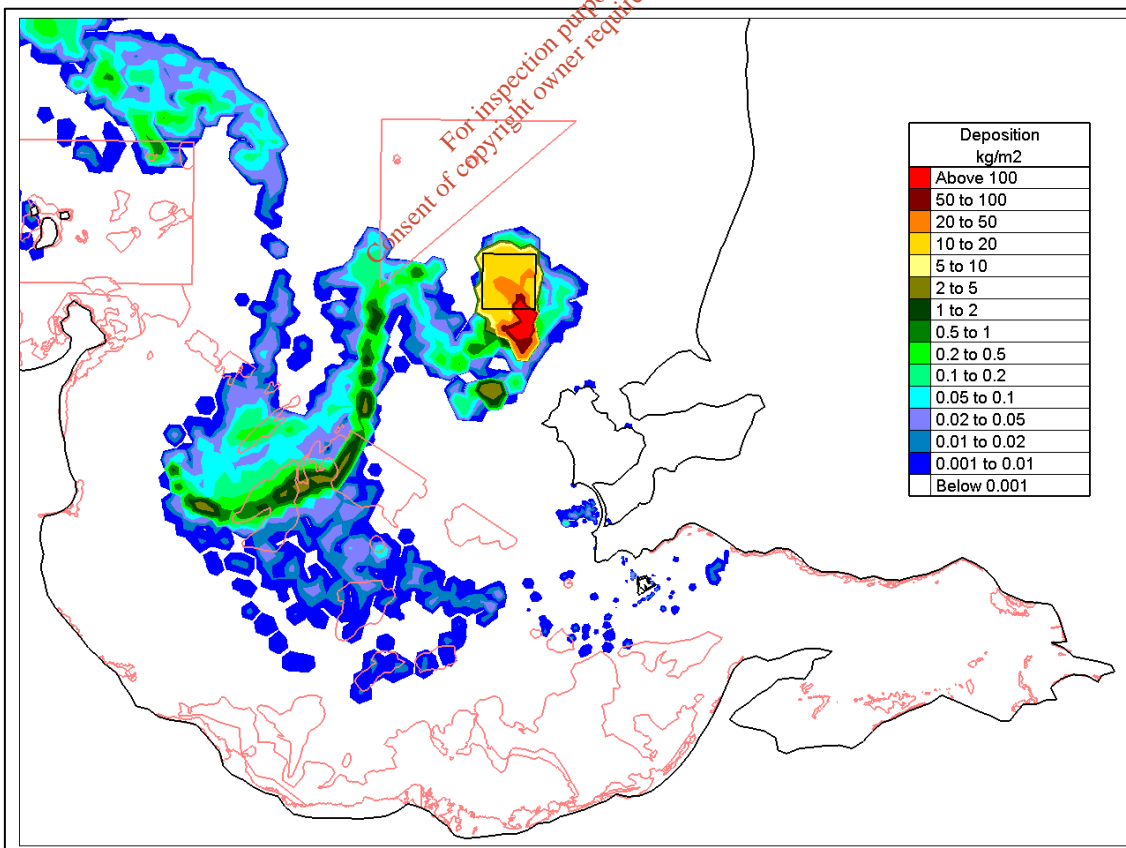 For inspection purpo
Consent of copyright owner require
Deposition
kg/m2
Above 100
50 to 100
20 to 50
10 to 20
5 to 10
2 to 5
1 to 2
0.5 to 1
0.2 to 0.5
0.1 to 0.2
0.05 to 0.1
0.02 to 0.05
0.01 to 0.02
0.001 to 0.01
Below 0.001